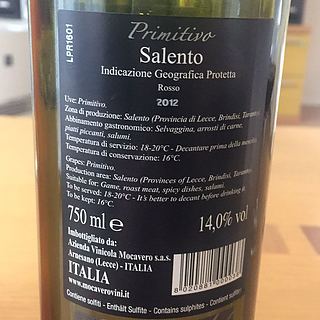 LPR1601
Primitivo
Salento
Indicazione Geografica Protetta
Rosso
2012
Uve: Primitivo.
Zona di produzione: Salento (Provincia di Lecce, Brindisi, Taranto).
Abbinamento gastronomico: Selvaggina, arrosti di carne,
piatti piccanti, salumi.
Temperatura di servizio: 18-20°C - Decantare prima della mescita.
Temperatura di conservazione: 16°C.
Grapes: Primitivo.
Production area: Salento (Provinces of Lecce, Brindisi, Taranto).
Suitable for: Game, roast meat, spicy dishes, salami.
To be served: 18-20°C - It's better to decant before drinking it.
To be kept: 16°C.
750 ml e
14,0% vol
Imbottigliato da:
Azienda Vinicola Mocavero s.a.s.
Arnesano (Lecce) - ITALIA
ITALIA
www.mocaverovini.it
Contiene solfiti - Enthält Sulfite - Contains sulphites - Contient sulfites